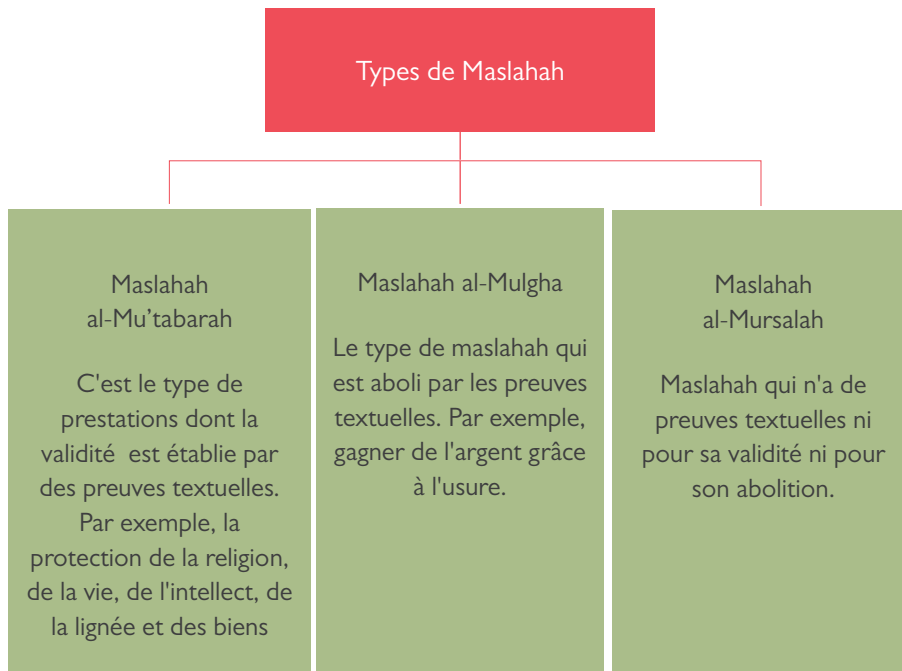 Types de Maslahah
Maslahah
al-Mu’tabarah
C'est le type de
prestations dont la
validité  est établie par
des preuves textuelles.
Par exemple, la
protection de la religion,
de la vie, de l'intellect, de
la lignée et des biens
Maslahah al-Mulgha
Le type de maslahah qui
est aboli par les preuves
textuelles. Par exemple,
gagner de l'argent grâce
à l'usure.
Maslahah
al-Mursalah
Maslahah qui n'a de
preuves textuelles ni
pour sa validité ni pour
son abolition.